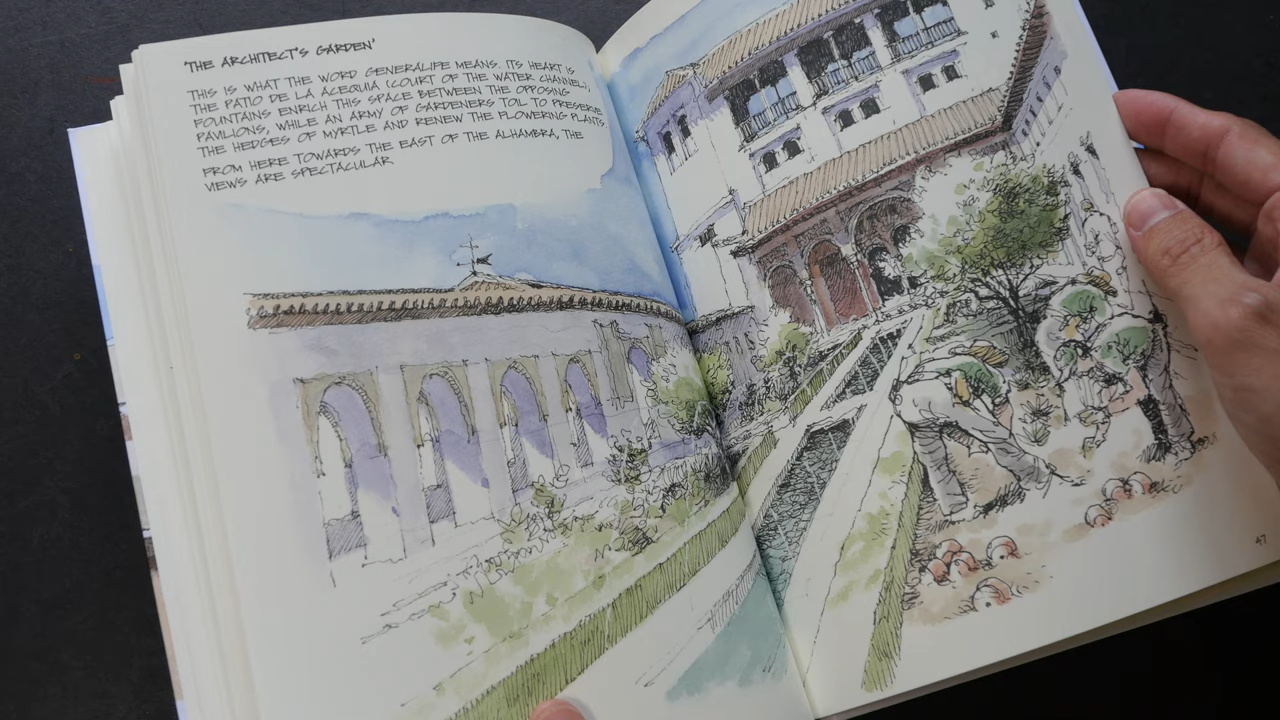 'THE ARCHITECT'S GARDEN'
THIS IS WHAT THE WORD GENERALIFE MEANS. ITS HEART IS
THE PATIO DE LA ACEQUIA (COURT OF THE WATER CHANNEL).
FOUNTAINS ENRICH THIS SPACE BETWEEN THE OPPOSING
PAVILIONS, WHILE AN ARMY OF GARDENERS TOIL TO PRESERVE
THE HEDGES OF MYRTLE AND RENEW THE FLOWERING PLANTS.
FROM HERE TOWARDS THE EAST OF THE ALHAMBRA, THE
VIEWS ARE SPECTACULAR
47